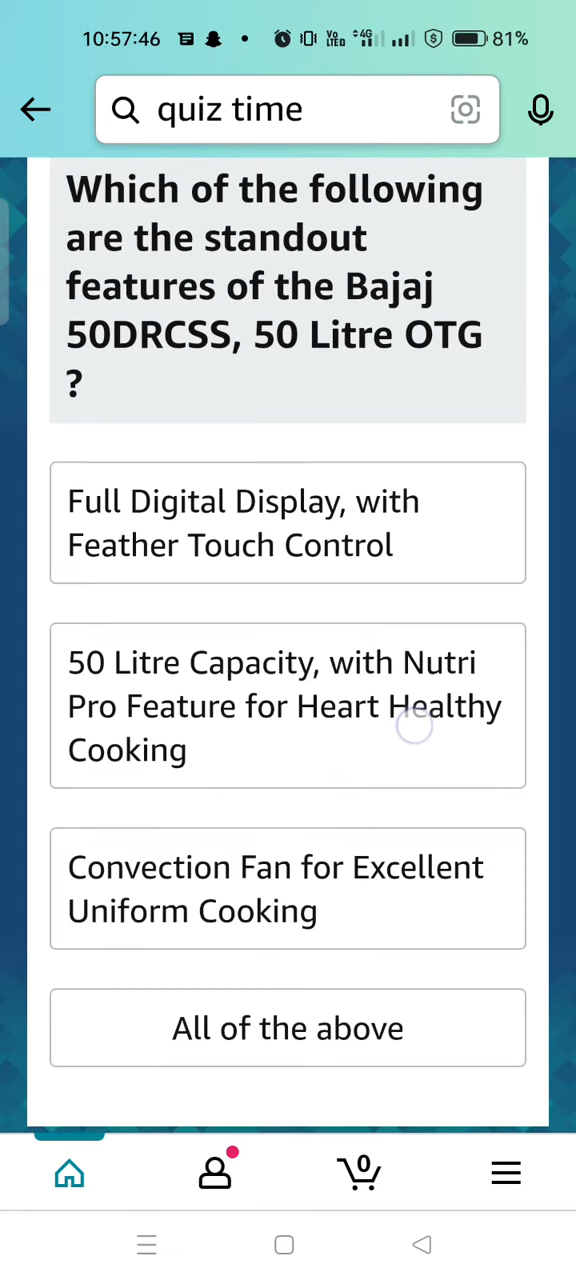 10:57:46 VoLTED 4G 81%
quiz time
Which of the following
are the standout
features of the Bajaj
50DRCSS, 50 Litre OTG
?
Full Digital Display, with
Feather Touch Control
50 Litre Capacity, with Nutri
Pro Feature for Heart Healthy
Cooking
Convection Fan for Excellent
Uniform Cooking
All of the above
0